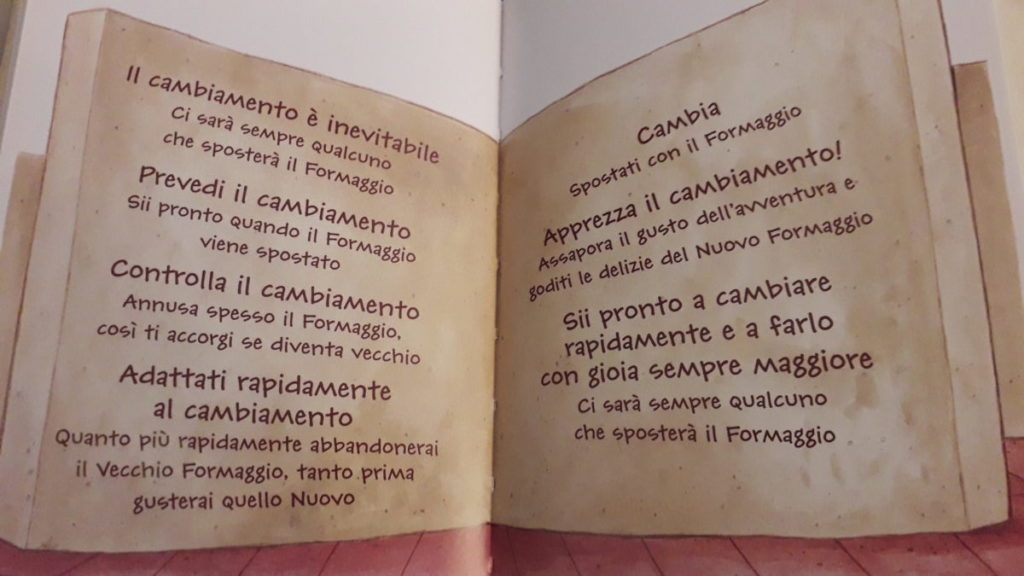 Il cambiamento è inevitabile
Ci sarà sempre qualcuno
che sposterà il Formaggio
Prevedi il cambiamento
Sii pronto quando il Formaggio
viene spostato
Controlla il cambiamento
Annusa spesso il Formaggio,
così ti accorgi se diventa vecchio
Adattati rapidamente
al cambiamento
Quanto più rapidamente abbandonerai
il Vecchio Formaggio, tanto prima
gusterai quello Nuovo
Cambia
Spostati con il Formaggio
Apprezza il cambiamento!
Assapora il gusto dell'avventura e
goditi le delizie del Nuovo Formaggio
Sii pronto a cambiare
rapidamente e a farlo
con gioia sempre maggiore
Ci sarà sempre qualcuno
che sposterà il Formaggio